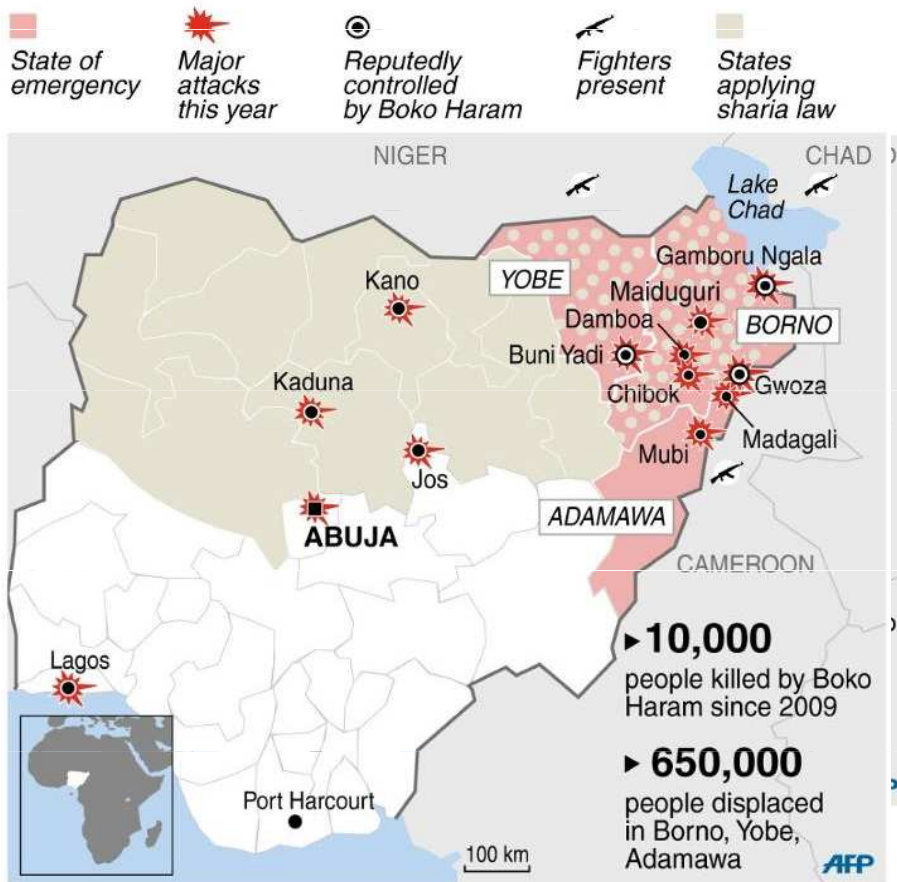 State of
emergency
Major
attacks
this year
Reputedly
controlled
by Boko Haram
Fighters
present
States
applying
sharia law
NIGER
CHAD
Lake
Chad
Gamboru Ngala
YOBE
Kano
Maiduguri
Damboa
BORNO
Buni Yadi
Kaduna
Chibok
Gwoza
Madagali
Mubi
Jos
ADAMAWA
ABUJA
CAMEROON
10,000
people killed by Boko
Haram since 2009
Lagos
650,000
people displaced
in Borno, Yobe,
Adamawa
Port Harcourt
100 km
AFP